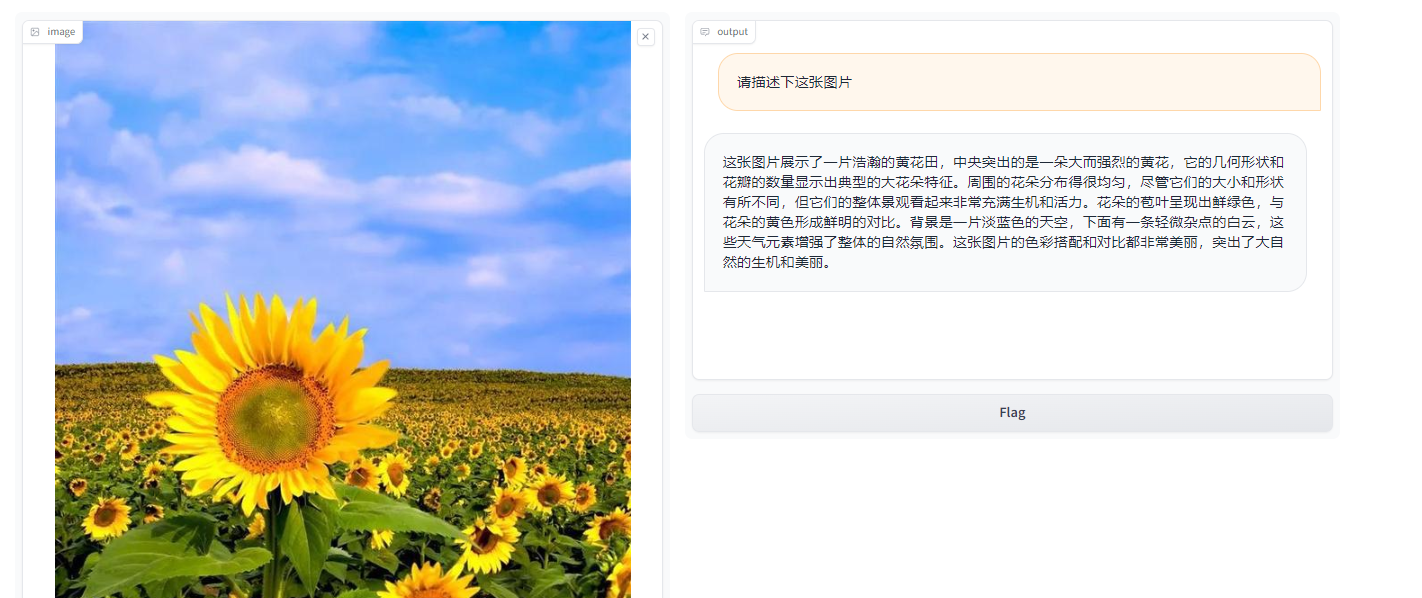 image
output
请描述下这张图片
这张图片展示了一片浩瀚的黄花田，中央突出的是一朵大而强烈的黄花，它的几何形状和
花瓣的数量显示出典型的大花朵特征。周围的花朵分布得很均匀，尽管它们的大小和形状
有所不同，但它们的整体景观看起来非常充满生机和活力。花朵的苞叶呈现出鲜绿色，与
花朵的黄色形成鲜明的对比。背景是一片淡蓝色的天空，下面有一条轻微杂点的白云，这
些天气元素增强了整体的自然氛围。这张图片的色彩搭配和对比都非常美丽，突出了大自
然的生机和美丽。
Flag